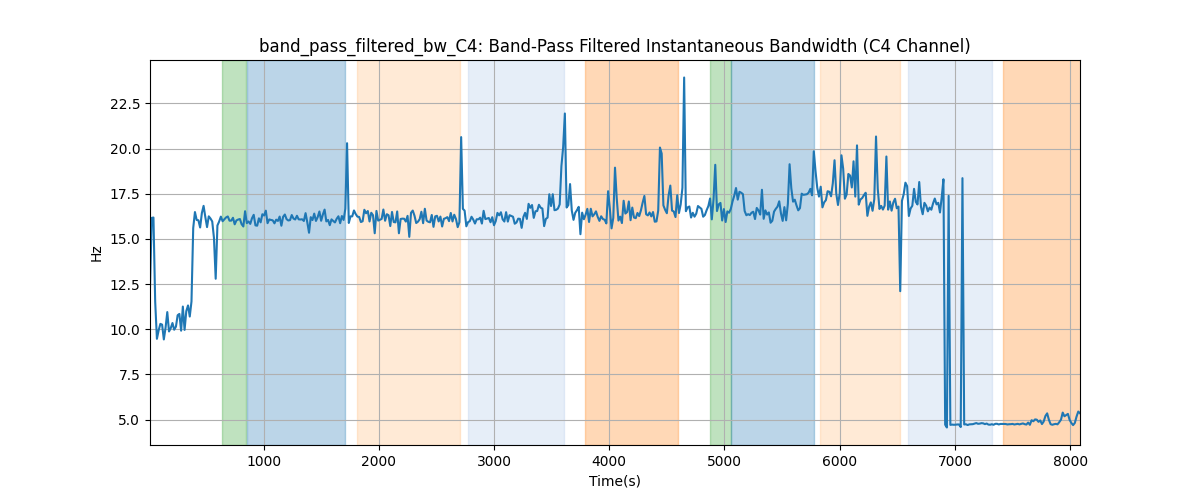 band_pass_filtered_bw_C4: Band-Pass Filtered Instantaneous Bandwidth (C4 Channel)
22.5
20.0
17.5
15.0
12.5
10.0
7.5
5.0
Hz
1000 2000 3000 4000 5000 6000 7000 8000
Time(s)